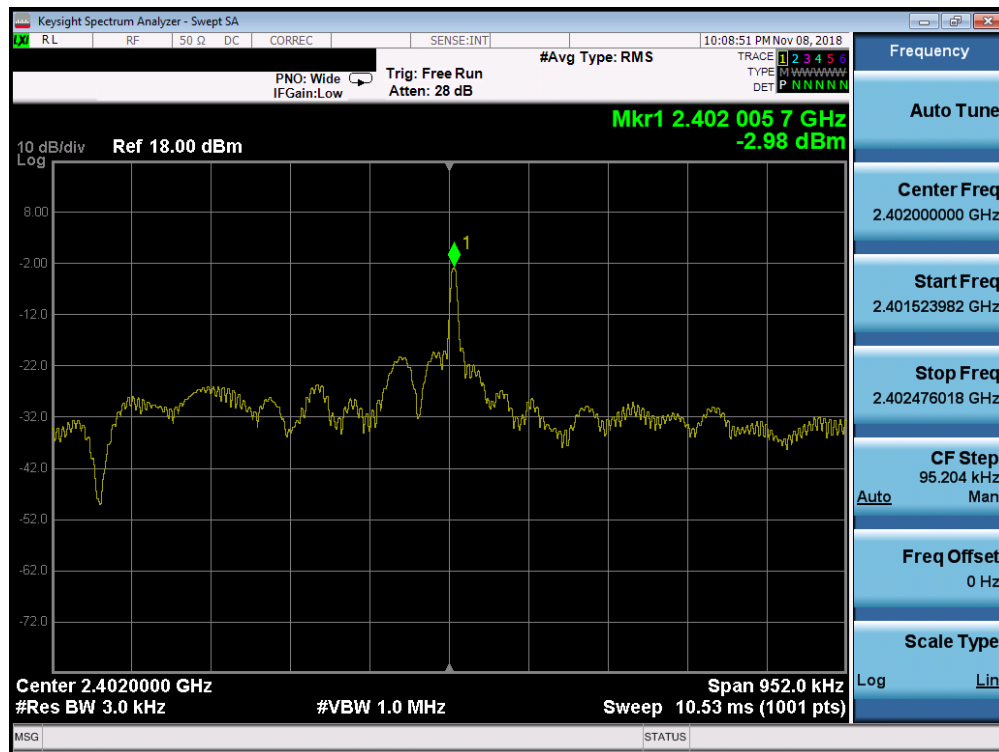 Keysight Spectrum Analyzer - Swept SA
LXI RL RF 50 Ω DC CORREC SENSE:INT 10:08:51 PM Nov 08, 2018
#Avg Type: RMS TRACE 1 2 3 4 5 6
PNO: Wide Trig: Free Run TYPE M WWWWW
IFGain:Low Atten: 28 dB DET P N N N N N
Mkr1 2.402 005 7 GHz
-2.98 dBm
10 dB/div Ref 18.00 dBm
Log
1
8.00
-2.00
-12.0
-22.0
-32.0
-42.0
-52.0
-62.0
-72.0
Center 2.4020000 GHz Span 952.0 kHz
#Res BW 3.0 kHz #VBW 1.0 MHz Sweep 10.53 ms (1001 pts)
MSG STATUS
Frequency
Auto Tune
Center Freq
2.402000000 GHz
Start Freq
2.401523982 GHz
Stop Freq
2.402476018 GHz
CF Step
95.204 kHz
Auto Man
Freq Offset
0 Hz
Scale Type
Log Lin